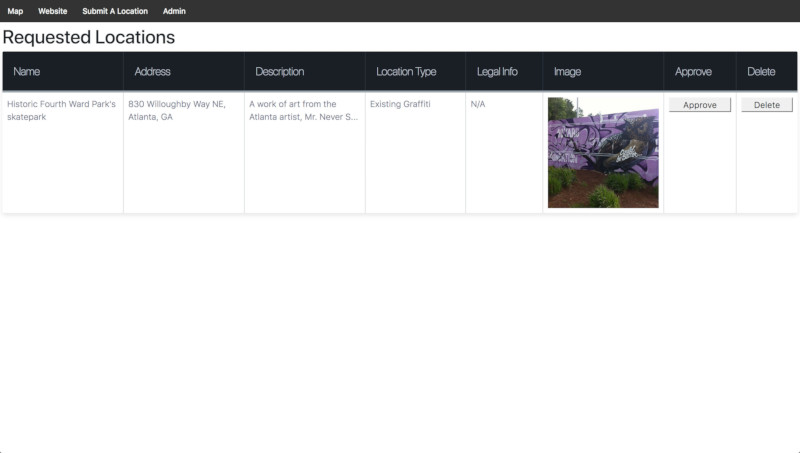 Map Website Submit A Location Admin
Requested Locations
Name Address Description Location Type Legal Info Image Approve Delete
Historic Fourth Ward Park's
skatepark
830 Willoughby Way NE,
Atlanta, GA
A work of art from the
Atlanta artist, Mr. Never S...
Existing Graffiti
N/A
Approve
Delete